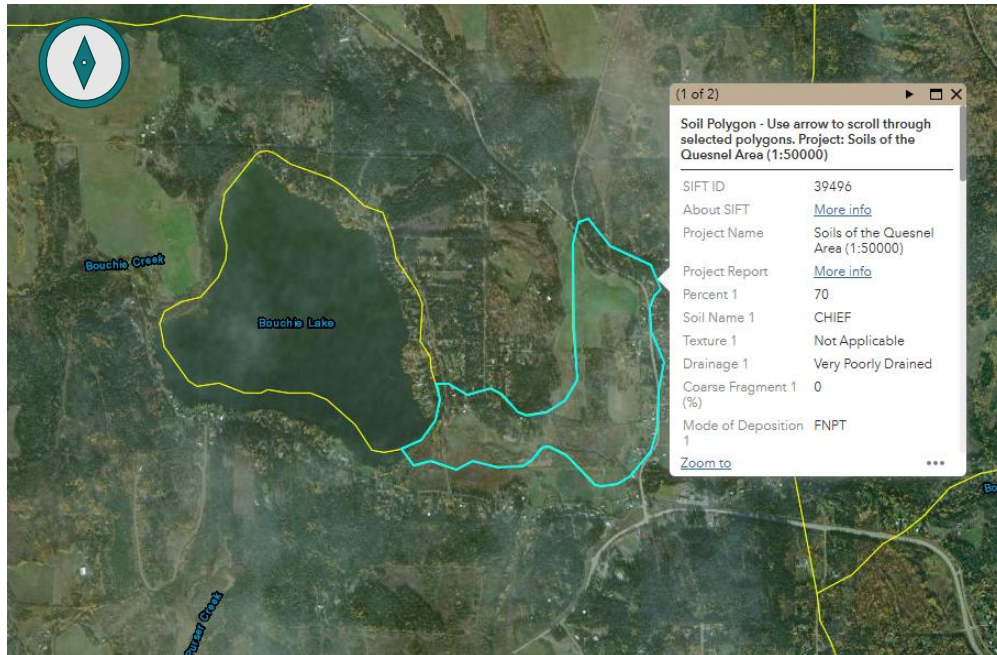 (1 of 2)
Soil Polygon - Use arrow to scroll through
selected polygons. Project: Soils of the
Quesnel Area (1:50000)
SIFT ID 39496
About SIFT More info
Project Name Soils of the Quesnel
Area (1:50000)
Project Report More info
Percent 1 70
Soil Name 1 CHIEF
Texture 1 Not Applicable
Drainage 1 Very Poorly Drained
Coarse Fragment 1 0
(%)
Mode of Deposition FNPT
1
Zoom to
Bouchie Creek
Bouchie Lake
Bo
Purser Creek